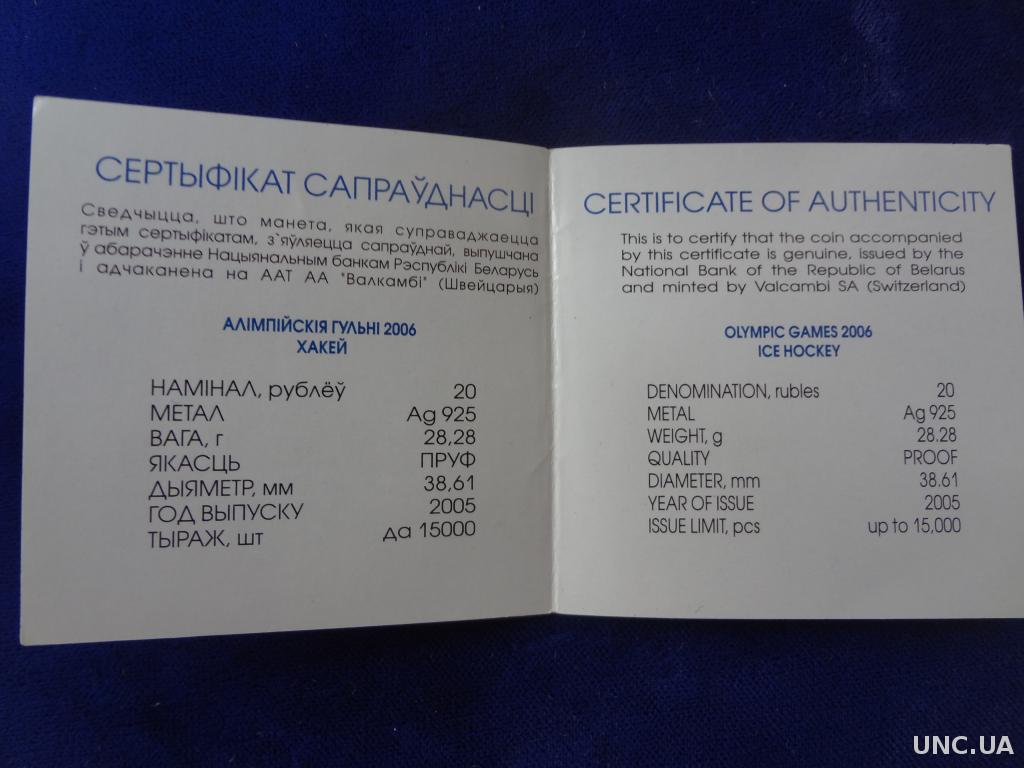 СЕРТЫФІКАТ САПРАЎДНАСЦІ
Сведчыцца, што манета, якая суправаджаецца
гэтым сертыфікатам, з`яўляецца сапраўднай, выпушчана
ў абарачэнне Нацыянальным банкам Рэспублікі Беларусь
і адчаканена на ААТ АА "Валкамбі" (Швейцарыя)
АЛІМПІЙСКІЯ ГУЛЬНІ 2006
ХАКЕЙ
НАМІНАЛ, рублёў 20
МЕТАЛ Ag 925
ВАГА, г 28,28
ЯКАСЦЬ ПРУФ
ДЫЯМЕТР, мм 38,61
ГОД ВЫПУСКУ 2005
ТЫРАЖ, шт да 15000
CERTIFICATE OF AUTHENTICITY
This is to certify that the coin accompanied
by this certificate is genuine, issued by the
National Bank of the Republic of Belarus
and minted by Valcambi SA (Switzerland)
OLYMPIC GAMES 2006
ICE HOCKEY
DENOMINATION, rubles 20
METAL Ag 925
WEIGHT, g 28.28
QUALITY PROOF
DIAMETER, mm 38.61
YEAR OF ISSUE 2005
ISSUE LIMIT, pcs up to 15,000
UNC.UA